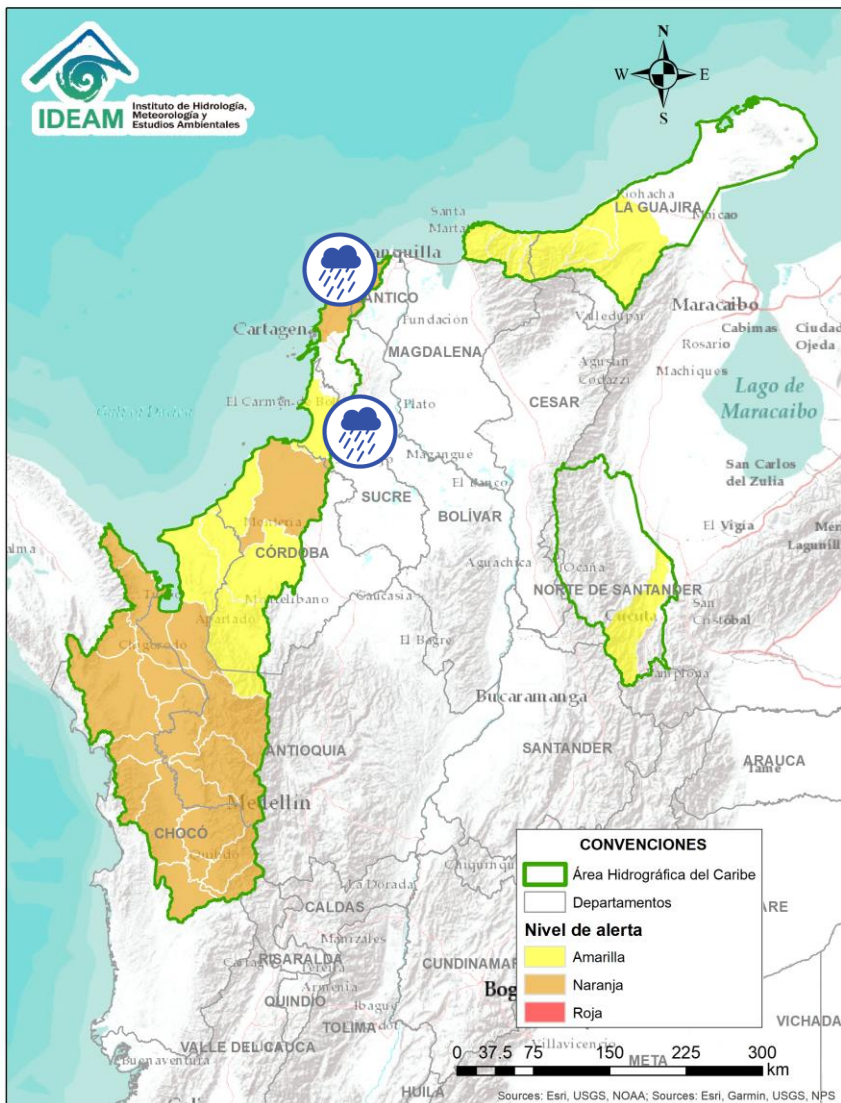 IDEAM
Instituto de Hidrología,
Meteorología y
Estudios Ambientales
N
W
E
S
Riohacha
LA GUAJIRA
Maicao
Santa
Marta
Cartagena
Fundación
MAGDALENA
Valledupar
Maracaibo
Cabimas
Ciudad
Ojeda
Rosario
Machiques
Agustín
Codazzi
CESAR
Lago de
Maracaibo
El Carmen de Bol
Plato
Magangué
San Carlos
del Zulia
SUCRE
El Banco
BOLÍVAR
El Vigía
Montería
CÓRDOBA
Aguachica
Ocaña
NORTE DE SANTANDER
Montelíbano
Caucasia
Cúcuta
San
Cristóbal
Apartadó
El Bagre
Chigorodó
Bucaramanga
ANTIOQUIA
SANTANDER
ARAUCA
Tame
Medellín
CHOCÓ
Quibdó
La Dorada
CALDAS
Manizales
RISARALDA
Pereira
Armenia
QUINDÍO
Ibagué
TOLIMA
VALLE DEL CAUCA
Buenaventura
HUILA
Villavicencio
META
VICHADA
CONVENCIONES
Área Hidrográfica del Caribe
Departamentos
Nivel de alerta
Amarilla
Naranja
Roja
0 37.5 75 150 225 300
km
Sources: Esri, USGS, NOAA; Sources: Esri, Garmin, USGS, NPS